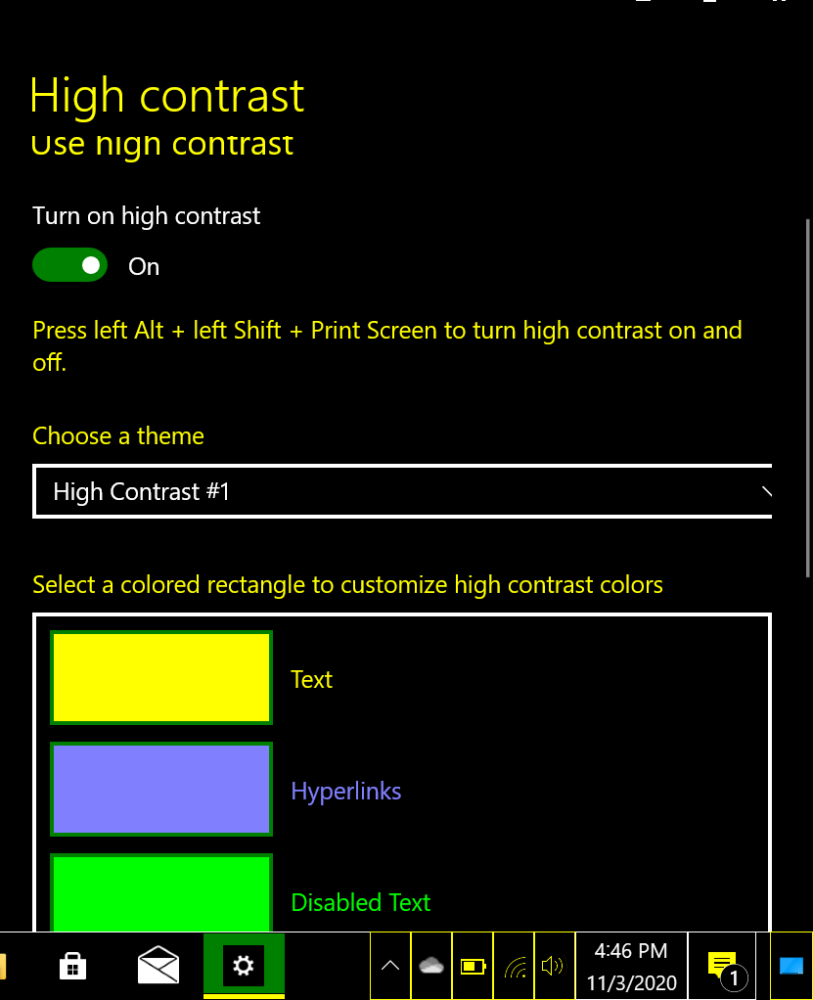 High contrast
Use high contrast
Turn on high contrast
On
Press left Alt + left Shift + Print Screen to turn high contrast on and
off.
Choose a theme
High Contrast #1
Select a colored rectangle to customize high contrast colors
Text
Hyperlinks
Disabled Text
4:46 PM
11/3/2020
1